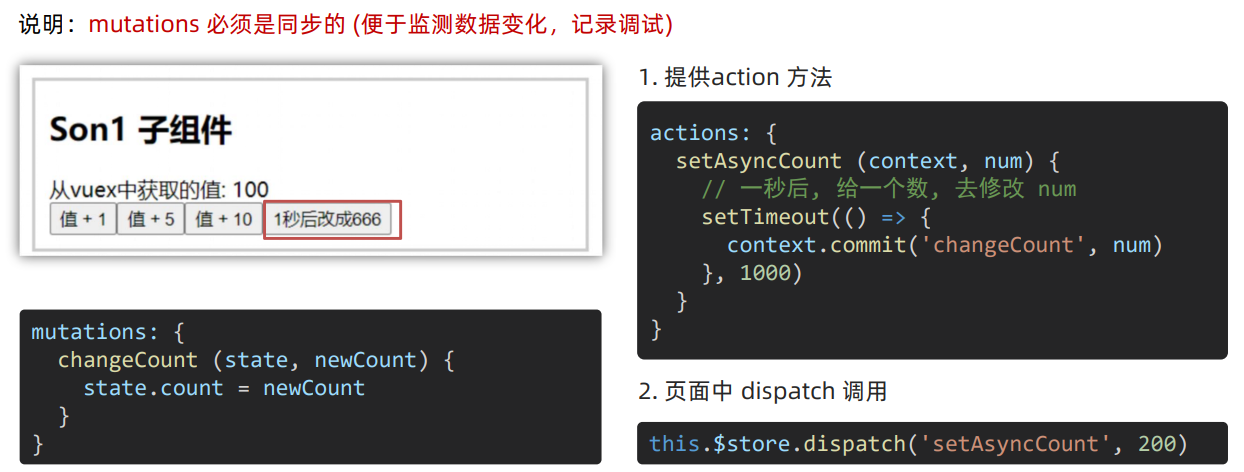 说明：mutations 必须是同步的 (便于监测数据变化，记录调试)
Son1 子组件
从vuex中获取的值: 100
值 + 1 值 + 5 值 + 10 1秒后改成666
mutations: {
  changeCount (state, newCount) {
    state.count = newCount
  }
}
1. 提供action 方法
actions: {
  setAsyncCount (context, num) {
    // 一秒后, 给一个数, 去修改 num
    setTimeout(() => {
      context.commit('changeCount', num)
    }, 1000)
  }
}
2. 页面中 dispatch 调用
this.$store.dispatch('setAsyncCount', 200)